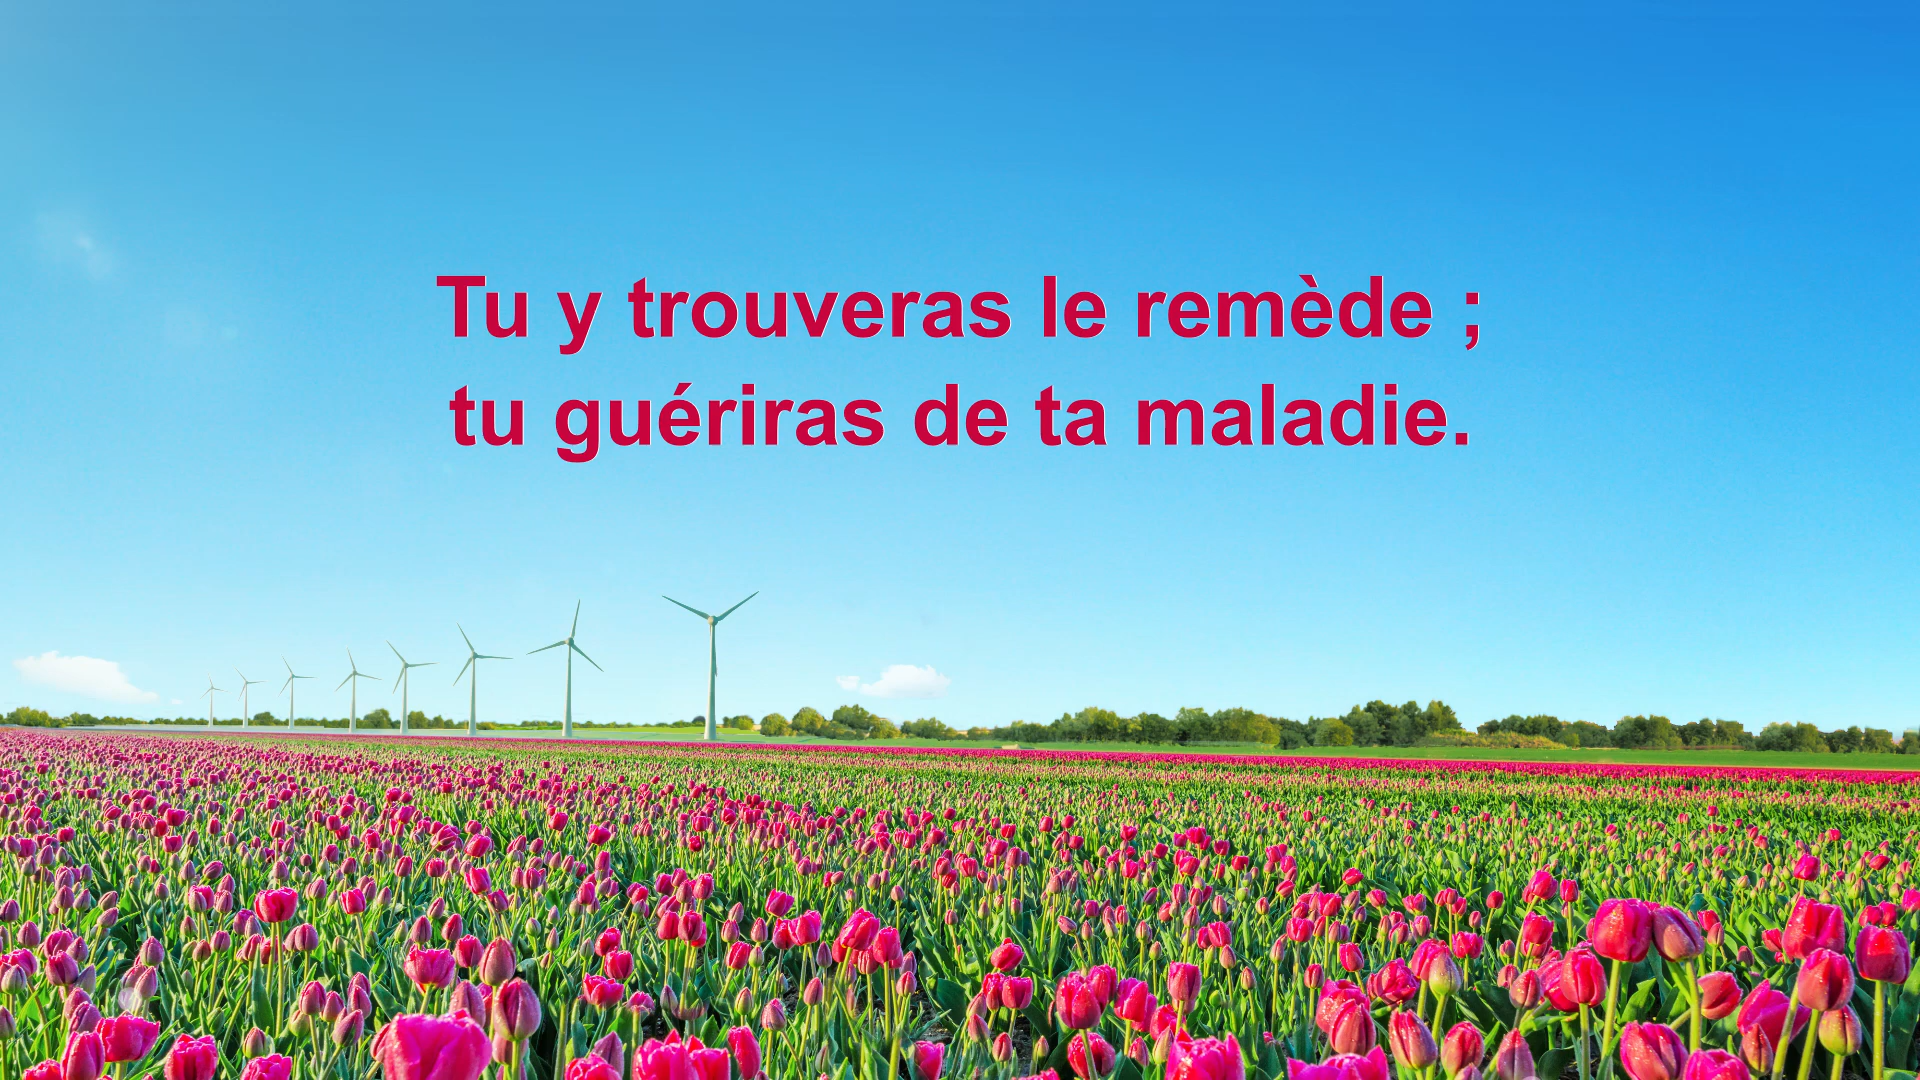 Tu y trouveras le remède ;
tu guériras de ta maladie.